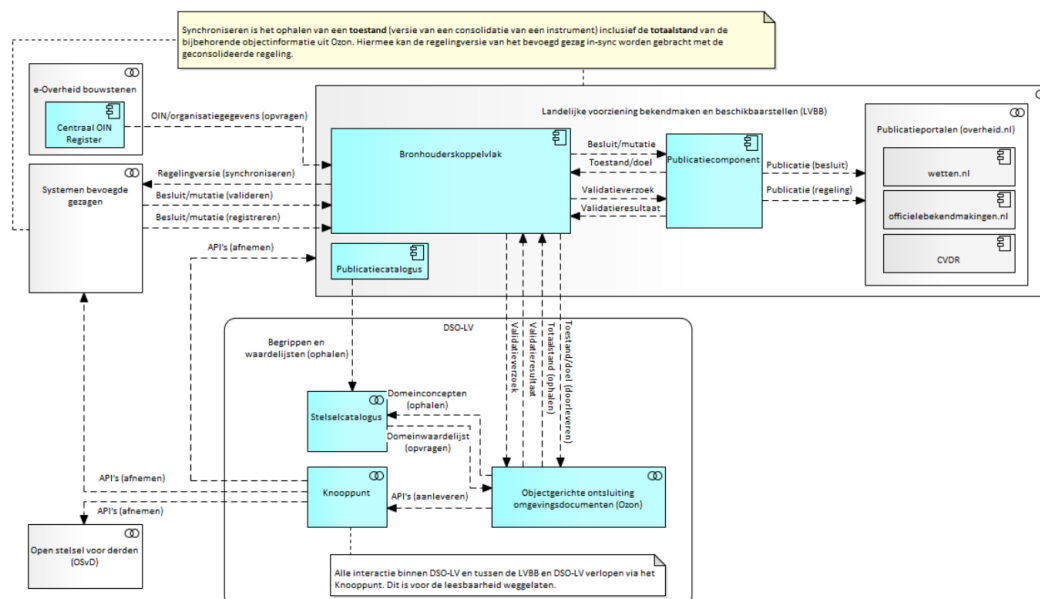 Synchroniseren is het ophalen van een toestand (versie van een consolidatie van een instrument) inclusief de totaalstand van de
bijbehorende objectinformatie uit Ozon. Hiermee kan de regelingversie van het bevoegd gezag in-sync worden gebracht met de
geconsolideerde regeling.
e-Overheid bouwstenen
Centraal OIN
Register
OIN/organisatiegegevens (opvragen)
Landelijke voorziening bekendmaken en beschikbaarstellen (LVBB)
Bronhouderskoppelvlak
Besluit/mutatie
Toestand/doel
Validatieverzoek
Validatieresultaat
Publicatiecomponent
Publicatie (besluit)
Publicatie (regeling)
Publicatieportalen (overheid.nl)
wetten.nl
officielebekendmakingen.nl
CVDR
Systemen bevoegde
gezagen
Regelingversie (synchroniseren)
Besluit/mutatie (valideren)
Besluit/mutatie (registreren)
API's (afnemen)
Publicatiecatalogus
DSO-LV
Begrippen en
waardelijsten (ophalen)
Validatieverzoek
Validatieresultaat
Totaalstand (ophalen)
Toestand/doel (doorleveren)
Stelselcatalogus
Domeinconcepten
(ophalen)
Domeinwaardelijst
(opvragen)
Knooppunt
API's (aanleveren)
Objectgerichte ontsluiting
omgevingsdocumenten (Ozon)
API's (afnemen)
API's (afnemen)
Open stelsel voor derden
(OSvD)
Alle interactie binnen DSO-LV en tussen de LVBB en DSO-LV verlopen via het
Knooppunt. Dit is voor de leesbaarheid weggelaten.